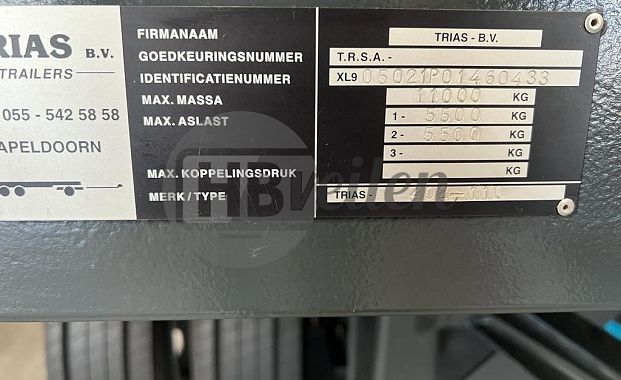 TRIAS B.V.
TRAILERS
055 - 542 58 58
APELDOORN
FIRMANAAM TRIAS - B.V.
GOEDKEURINGSNUMMER T.R.S.A. -
IDENTIFICATIENUMMER XL9 05021P01460433
MAX. MASSA 11000 KG
MAX. ASLAST 1 - 5500 KG
2 - 5500 KG
3 - KG
MAX. KOPPELINGSDRUK KG
MERK / TYPE TRIAS -
HBveilen